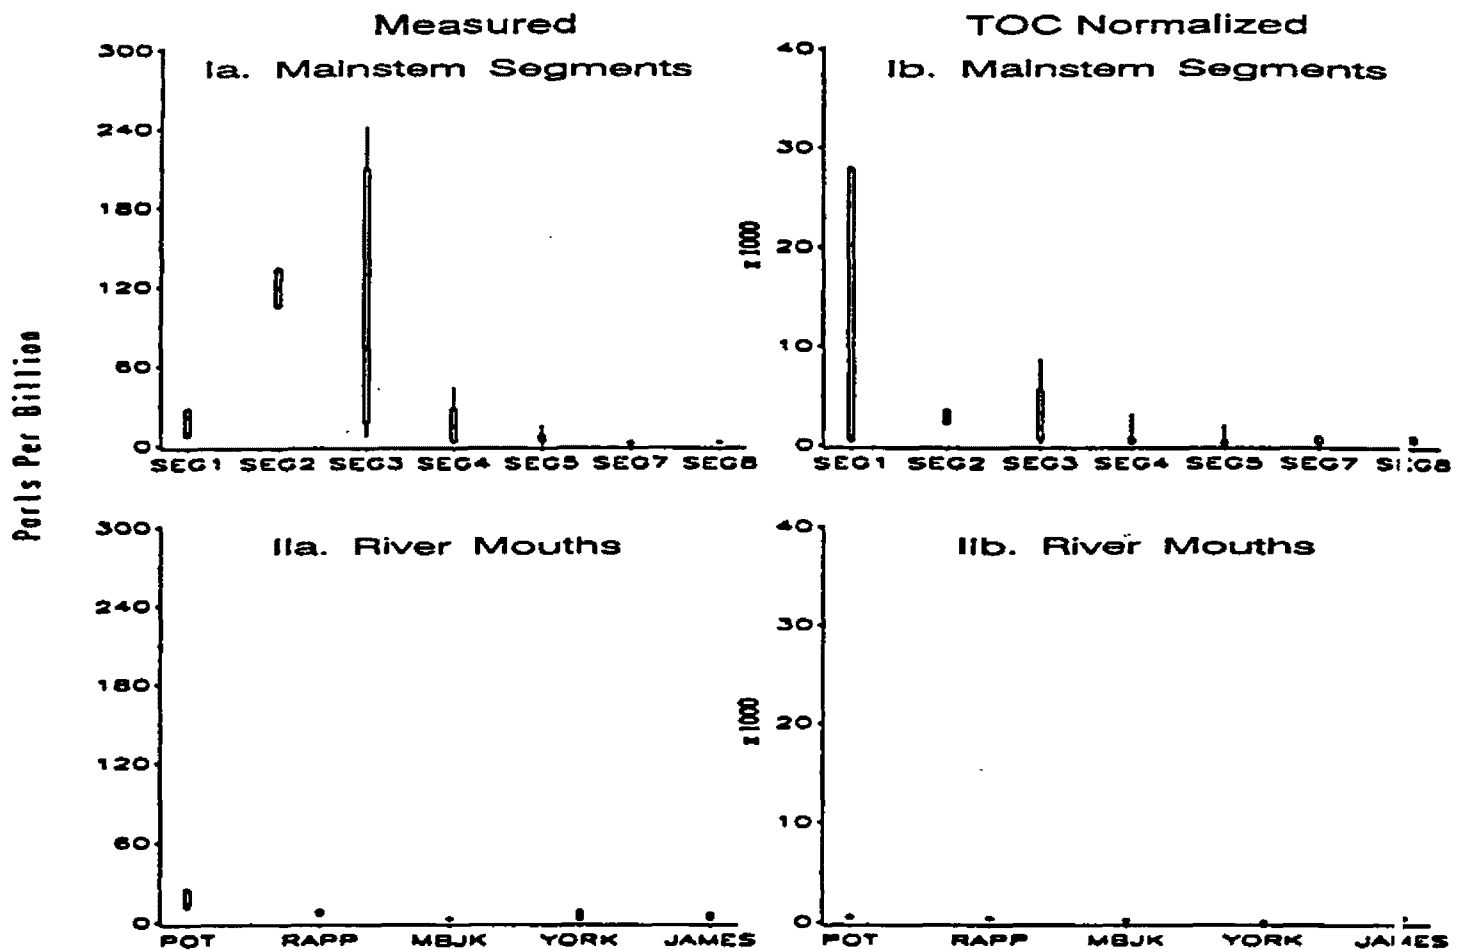 Measured
TOC Normalized
Ia. Mainstem Segments
Ib. Mainstem Segments
Parts Per Billion
300
240
180
120
60
0
SEG1 SEG2 SEG3 SEG4 SEG5 SEG7 SEG8
x 1000
40
30
20
10
0
SEG1 SEG2 SEG3 SEG4 SEG5 SEG7 SEG8
IIa. River Mouths
IIb. River Mouths
300
240
180
120
60
0
POT RAPP MBJK YORK JAMES
x 1000
40
30
20
10
0
POT RAPP MBJK YORK JAMES